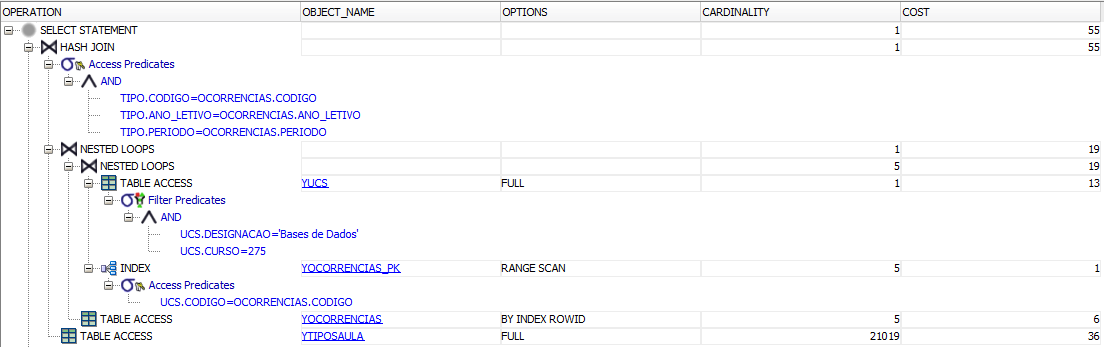 OPERATION OBJECT_NAME OPTIONS CARDINALITY COST
SELECT STATEMENT 1 55
HASH JOIN 1 55
Access Predicates
AND
TIPO.CODIGO=OCORRENCIAS.CODIGO
TIPO.ANO_LETIVO=OCORRENCIAS.ANO_LETIVO
TIPO.PERIODO=OCORRENCIAS.PERIODO
NESTED LOOPS 1 19
NESTED LOOPS 5 19
TABLE ACCESS YUCS FULL 1 13
Filter Predicates
AND
UCS.DESIGNACAO='Bases de Dados'
UCS.CURSO=275
INDEX YOCORRENCIAS_PK RANGE SCAN 5 1
Access Predicates
UCS.CODIGO=OCORRENCIAS.CODIGO
TABLE ACCESS YOCORRENCIAS BY INDEX ROWID 5 6
TABLE ACCESS YTIPOSAULA FULL 21019 36